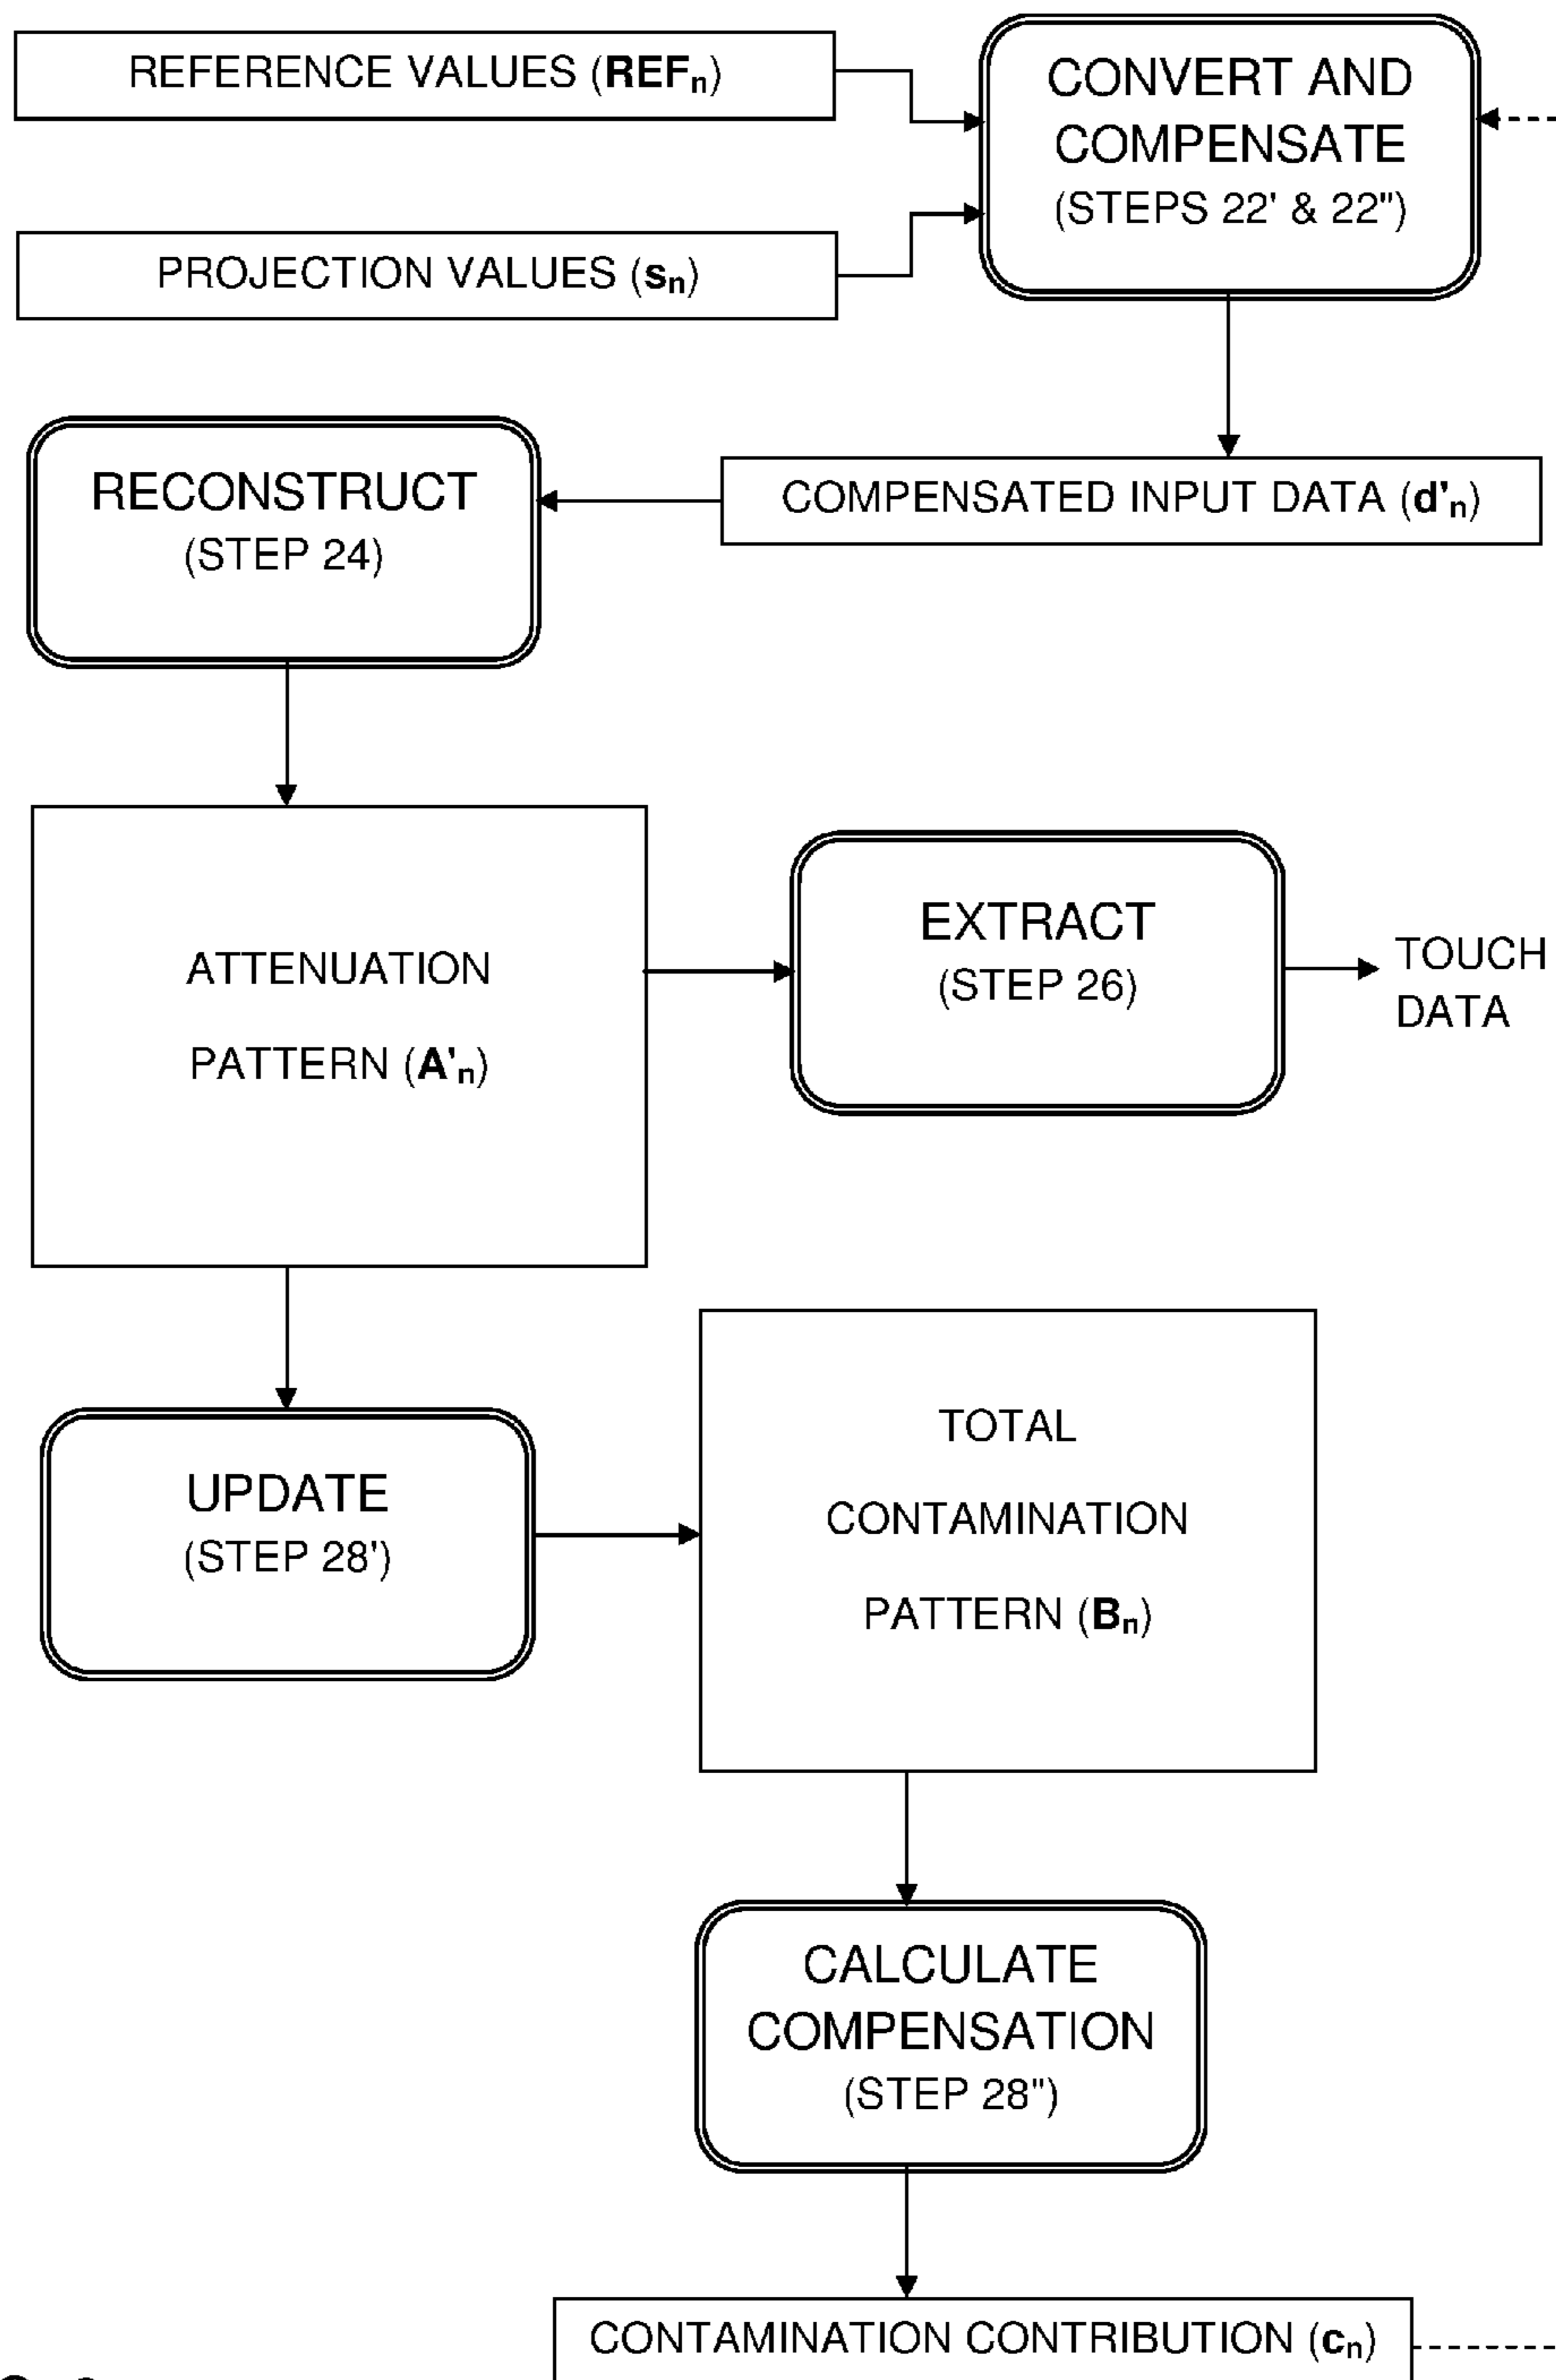 REFERENCE VALUES (REFn)
CONVERT AND
COMPENSATE
(STEPS 22' & 22")
PROJECTION VALUES (sn)
RECONSTRUCT
(STEP 24)
COMPENSATED INPUT DATA (d'n)
ATTENUATION
PATTERN (A'n)
EXTRACT
(STEP 26)
TOUCH
DATA
UPDATE
(STEP 28')
TOTAL
CONTAMINATION
PATTERN (Bn)
CALCULATE
COMPENSATION
(STEP 28")
CONTAMINATION CONTRIBUTION (cn)